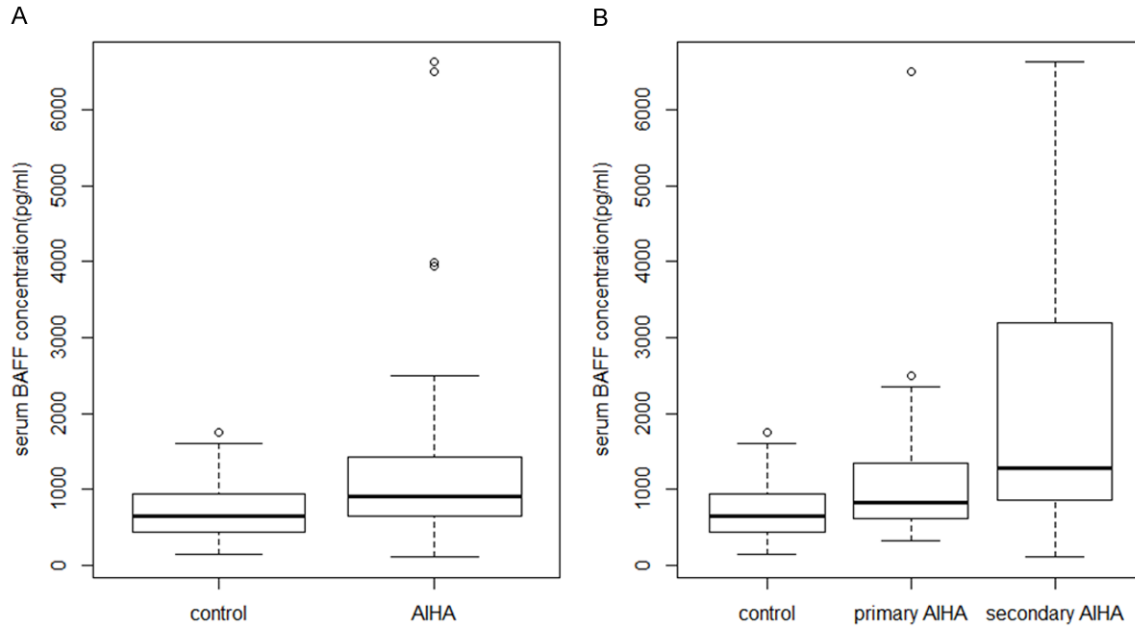 A
serum BAFF concentration(pg/ml)
6000
5000
4000
3000
2000
1000
0
control
AIHA
B
serum BAFF concentration(pg/ml)
6000
5000
4000
3000
2000
1000
0
control
primary AIHA
secondary AIHA